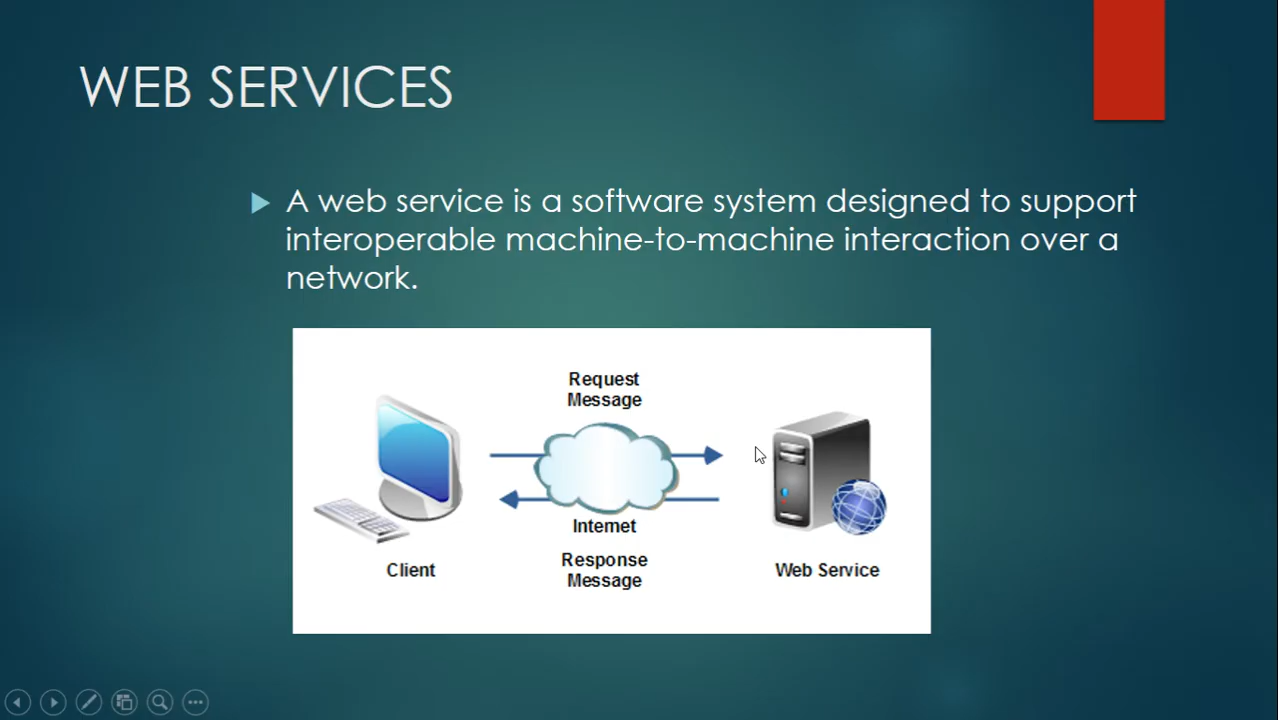 WEB SERVICES
A web service is a software system designed to support
interoperable machine-to-machine interaction over a
network.
Request
Message
Internet
Response
Message
Client
Web Service